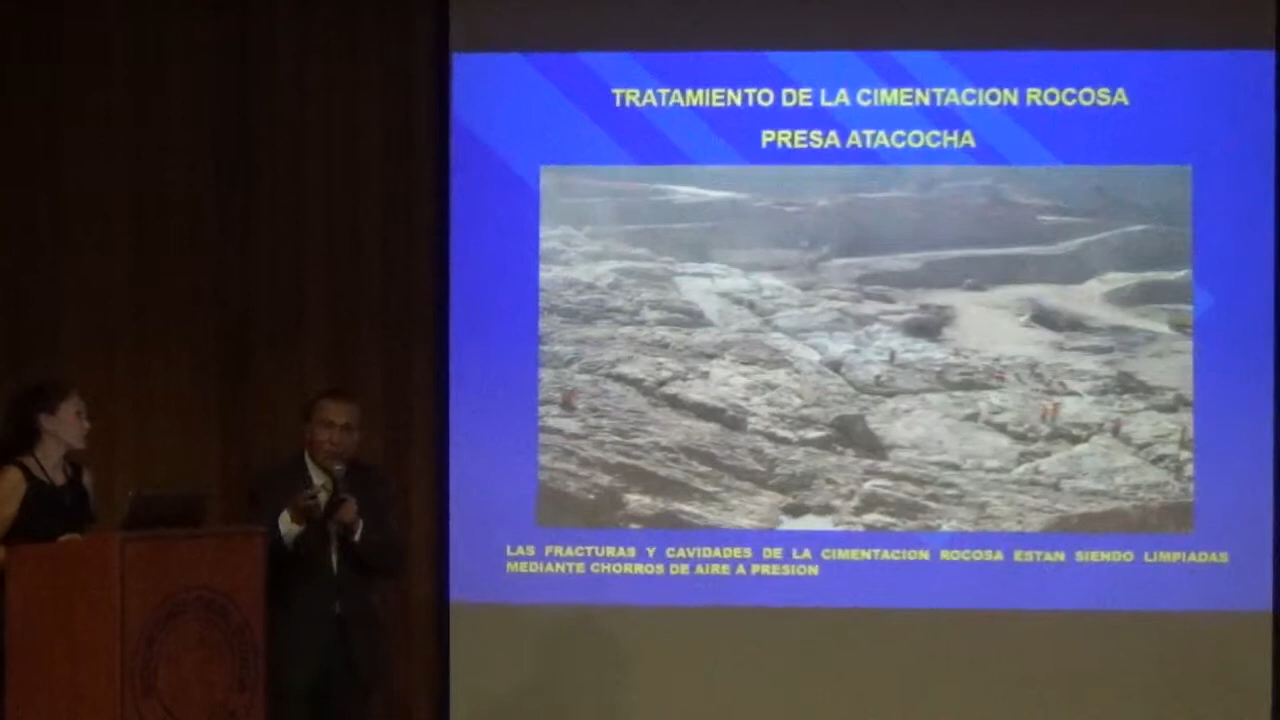 TRATAMIENTO DE LA CIMENTACION ROCOSA
PRESA ATACOCHA
LAS FRACTURAS Y CAVIDADES DE LA CIMENTACION ROCOSA ESTAN SIENDO LIMPIADAS
MEDIANTE CHORROS DE AIRE A PRESION